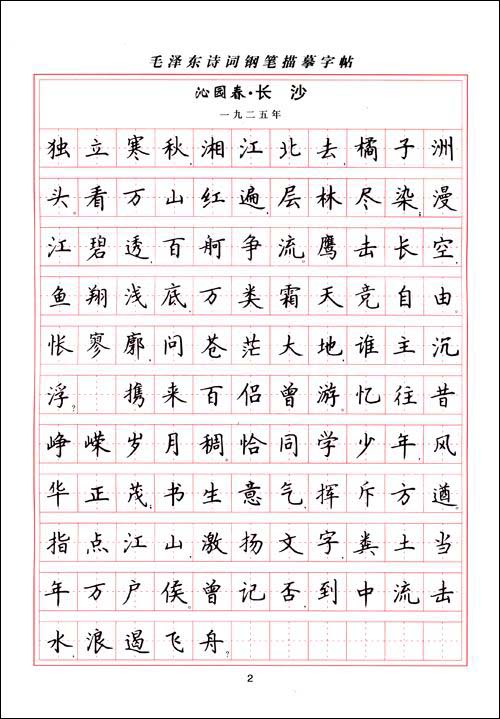 毛泽东诗词钢笔描摹字帖
沁园春·长 沙
一九二五年
独立寒秋,湘江北去,橘子洲
头。看万山红遍,层林尽染;漫
江碧透,百舸争流。鹰击长空,
鱼翔浅底,万类霜天竞自由。
怅寥廓,问苍茫大地,谁主沉
浮? 携来百侣曾游,忆往昔
峥嵘岁月稠。恰同学少年,风
华正茂;书生意气,挥斥方遒。
指点江山,激扬文字,粪土当
年万户侯。曾记否,到中流击
水,浪遏飞舟?
2